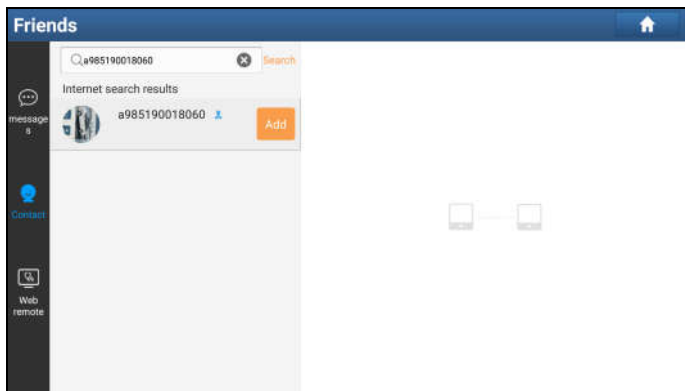 Friends
a985190018060
Search
Internet search results
a985190018060
Add
message
s
Contact
Web
remote